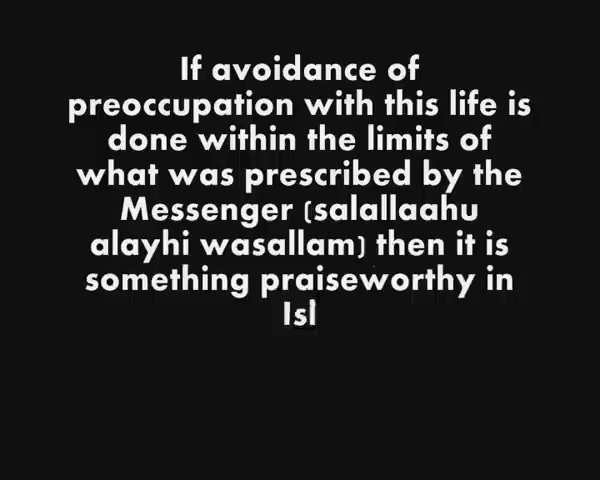 If avoidance of
preoccupation with this life is
done within the limits of
what was prescribed by the
Messenger (salallaahu
alayhi wasallam) then it is
something praiseworthy in
Isl